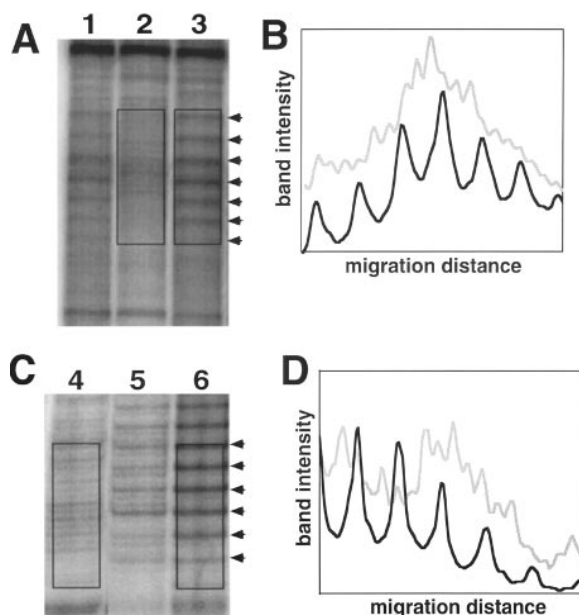 A
1 2 3
B
band intensity
migration distance
C
4 5 6
D
band intensity
migration distance